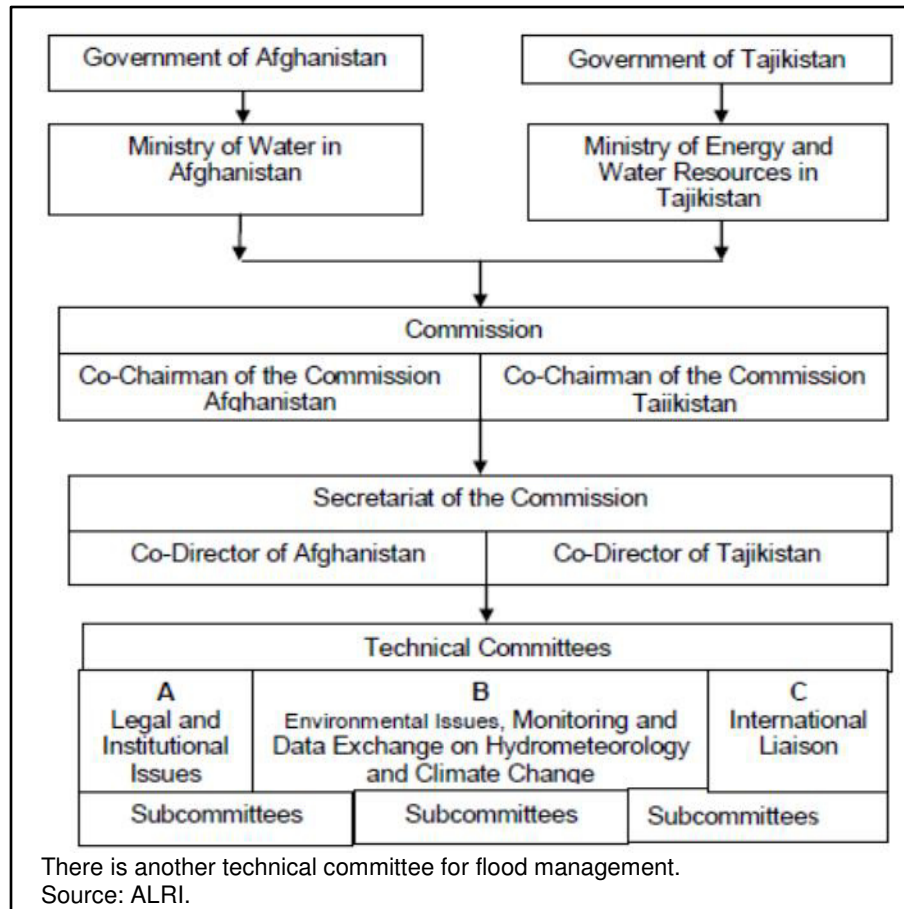 Government of Afghanistan
Government of Tajikistan
Ministry of Water in
Afghanistan
Ministry of Energy and
Water Resources in
Tajikistan
Commission
Co-Chairman of the Commission
Afghanistan
Co-Chairman of the Commission
Tajikistan
Secretariat of the Commission
Co-Director of Afghanistan
Co-Director of Tajikistan
Technical Committees
A
Legal and
Institutional
Issues
B
Environmental Issues, Monitoring and
Data Exchange on Hydrometeorology
and Climate Change
C
International
Liaison
Subcommittees
Subcommittees
Subcommittees
There is another technical committee for flood management.
Source: ALRI.